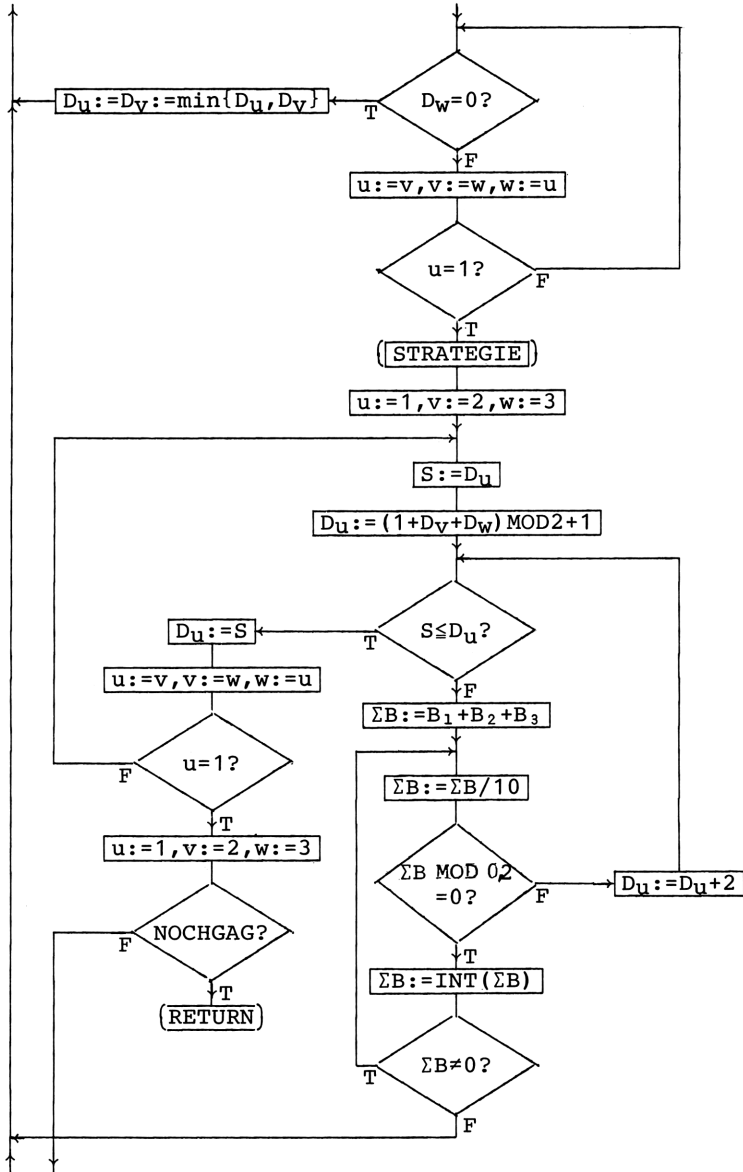 Du:=Dv:=min{Du,Dv}
T
Dw=0?
F
u:=v,v:=w,w:=u
u=1?
F
T
(STRATEGIE)
u:=1,v:=2,w:=3
S:=Du
Du:=(1+Dv+Dw)MOD2+1
Du:=S
T
S≦Du?
F
u:=v,v:=w,w:=u
ΣB:=B₁+B₂+B₃
u=1?
F
T
ΣB:=ΣB/10
u:=1,v:=2,w:=3
ΣB MOD 0,2
=0?
F
Du:=Du+2
T
NOCHGAG?
F
T
(RETURN)
ΣB:=INT(ΣB)
ΣB≠0?
T
F